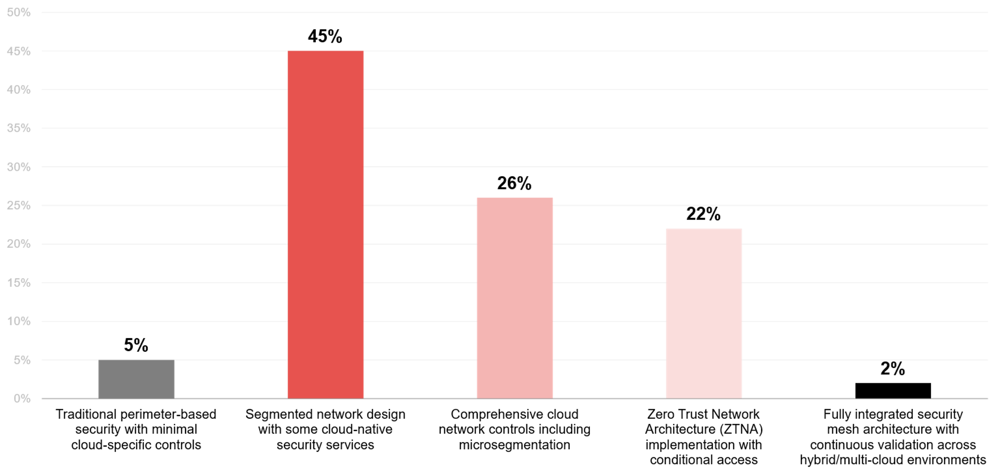 50%
45%
40%
35%
30%
25%
20%
15%
10%
5%
0%
5%
45%
26%
22%
2%
Traditional perimeter-based
security with minimal
cloud-specific controls
Segmented network design
with some cloud-native
security services
Comprehensive cloud
network controls including
microsegmentation
Zero Trust Network
Architecture (ZTNA)
implementation with
conditional access
Fully integrated security
mesh architecture with
continuous validation across
hybrid/multi-cloud environments